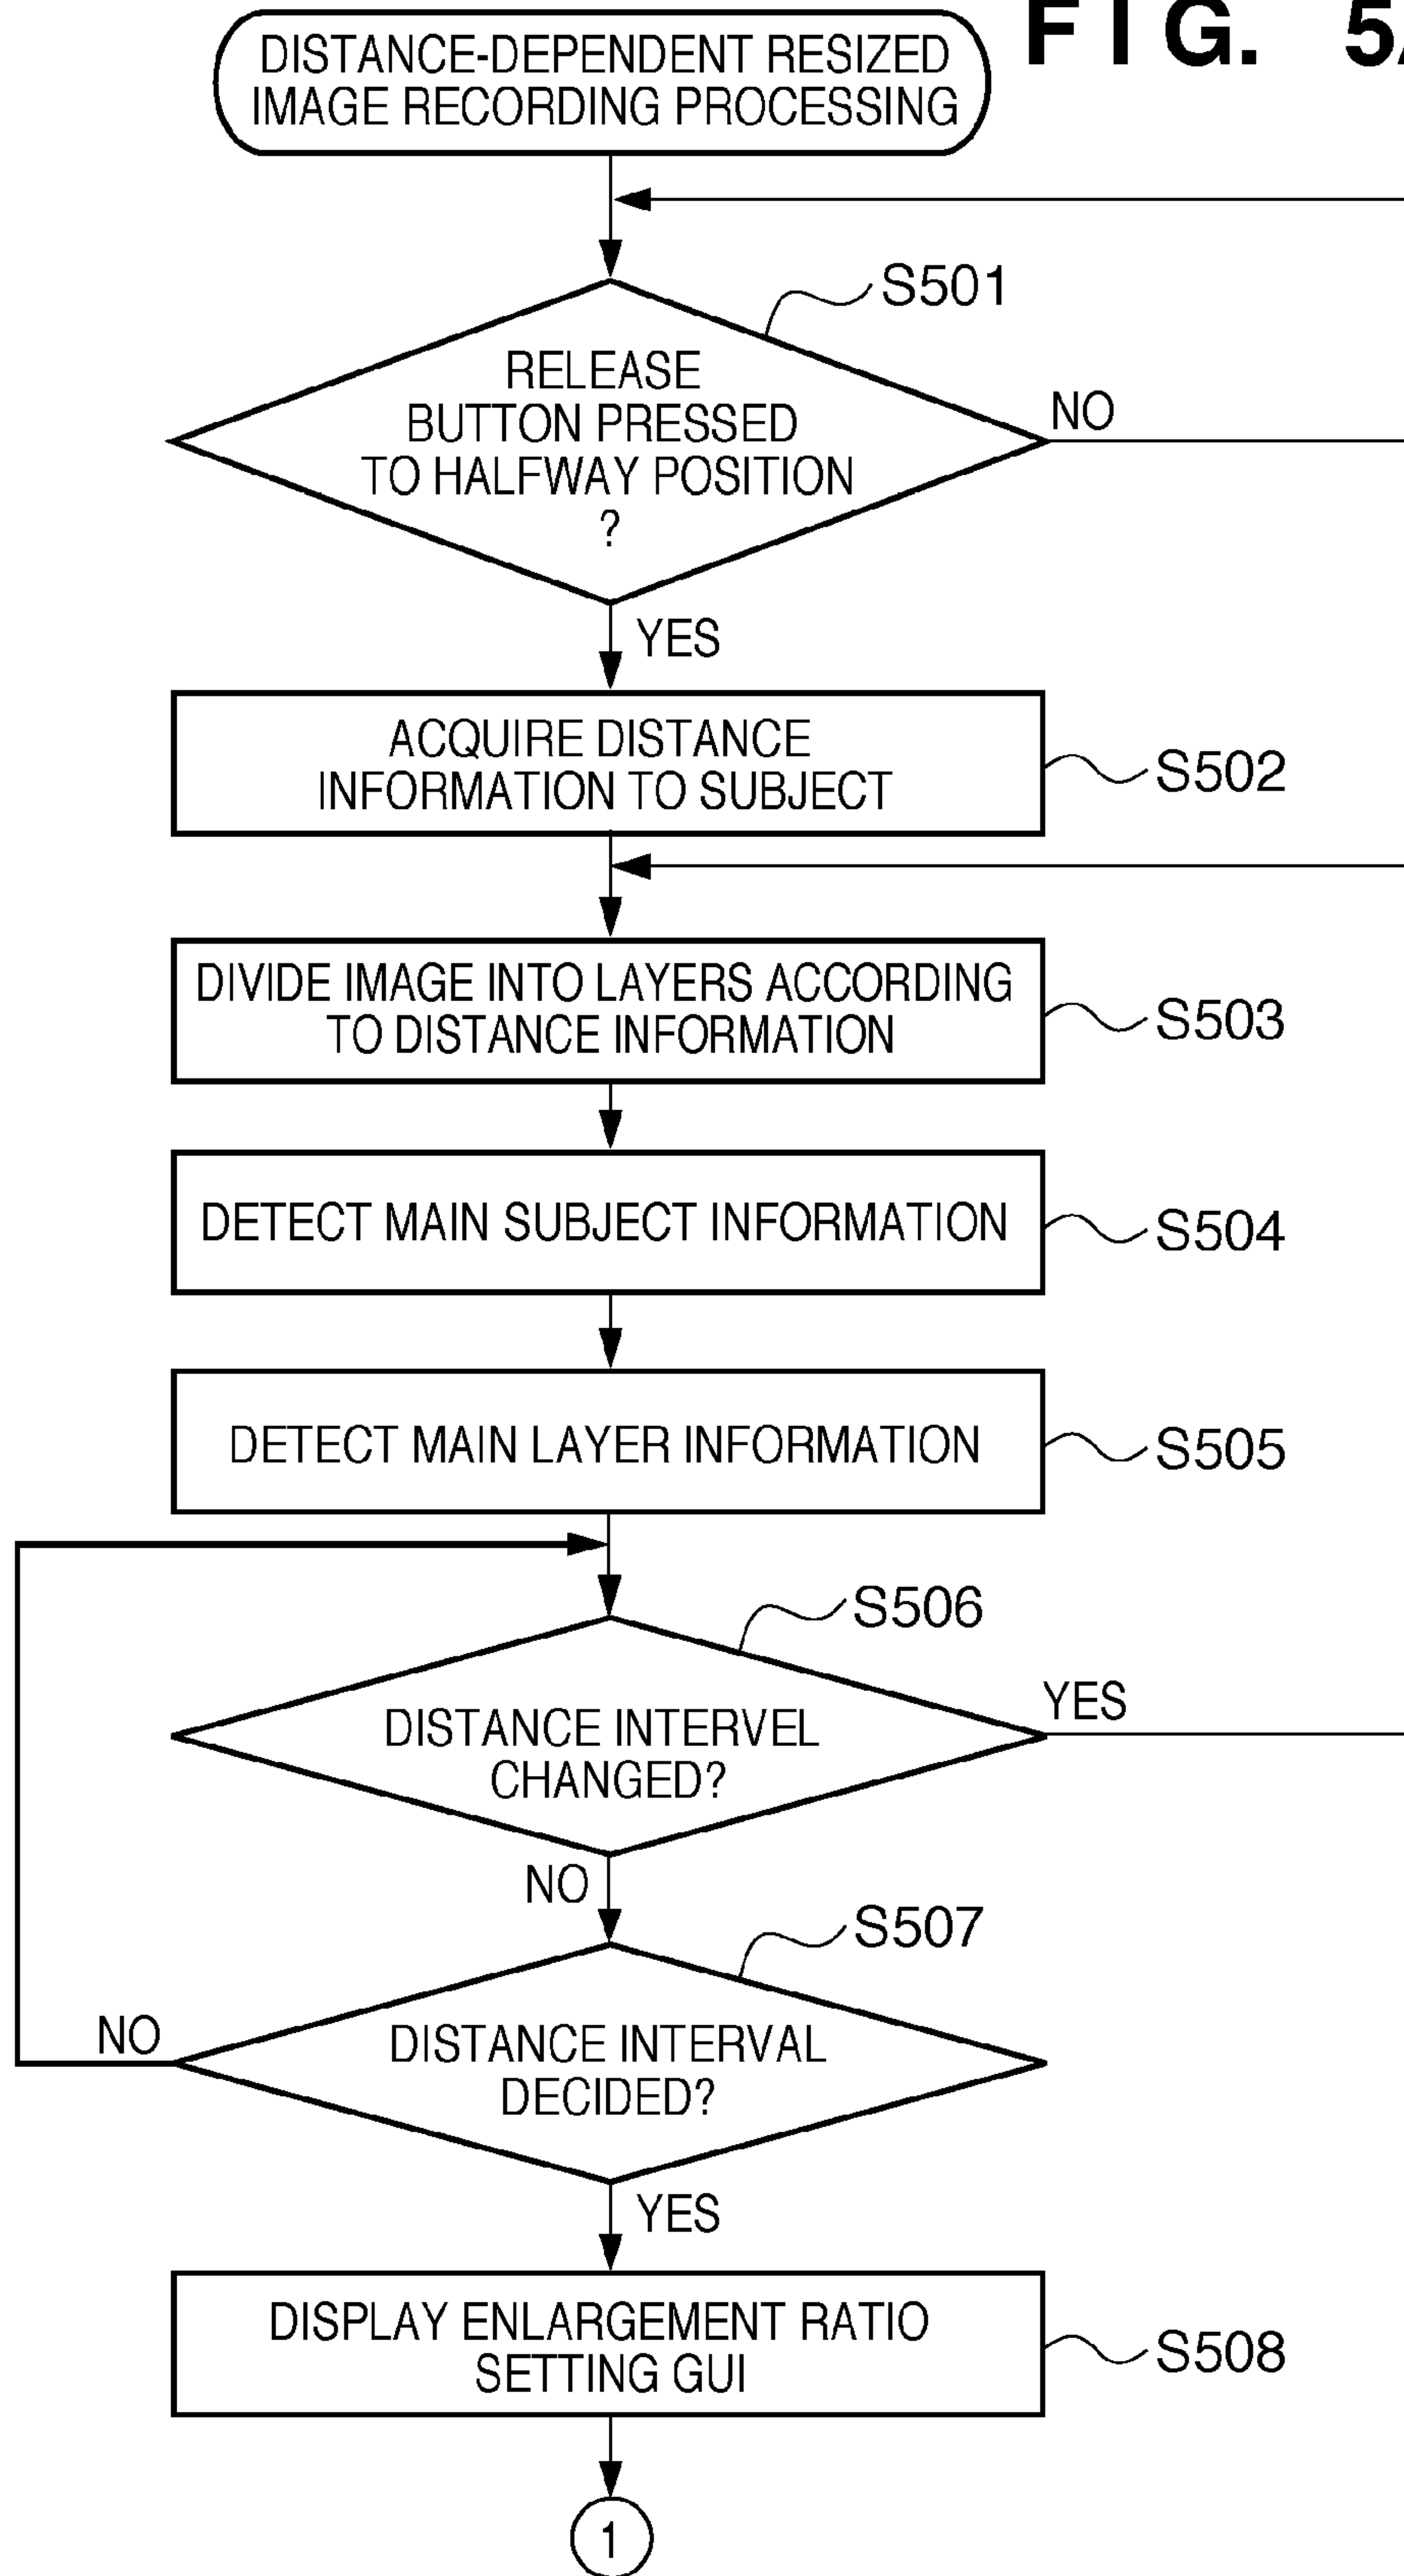 FIG. 5A
DISTANCE-DEPENDENT RESIZED
IMAGE RECORDING PROCESSING
S501
RELEASE
BUTTON PRESSED
TO HALFWAY POSITION
?
NO
YES
ACQUIRE DISTANCE
INFORMATION TO SUBJECT
S502
DIVIDE IMAGE INTO LAYERS ACCORDING
TO DISTANCE INFORMATION
S503
DETECT MAIN SUBJECT INFORMATION
S504
DETECT MAIN LAYER INFORMATION
S505
S506
DISTANCE INTERVEL
CHANGED?
YES
NO
S507
DISTANCE INTERVAL
DECIDED?
NO
YES
DISPLAY ENLARGEMENT RATIO
SETTING GUI
S508
1